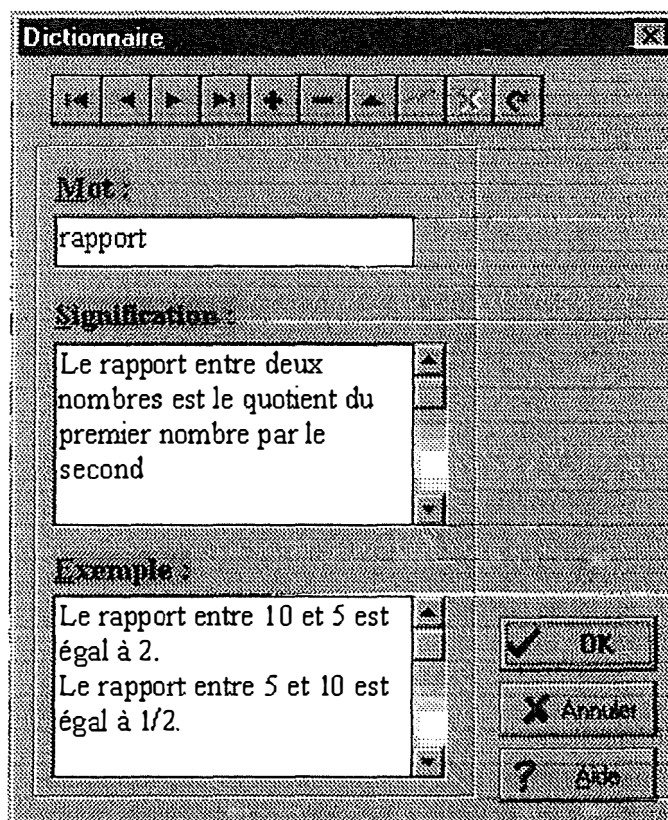 Dictionnaire
Mot :
rapport
Signification :
Le rapport entre deux
nombres est le quotient du
premier nombre par le
second
Exemple :
Le rapport entre 10 et 5 est
égal à 2.
Le rapport entre 5 et 10 est
égal à 1/2.
OK
Annuler
Aide